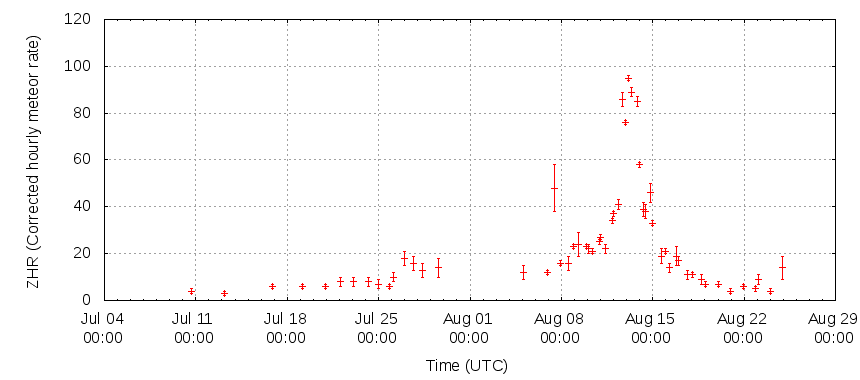 120
100
80
60
40
20
0
ZHR (Corrected hourly meteor rate)
Jul 04 Jul 11 Jul 18 Jul 25 Aug 01 Aug 08 Aug 15 Aug 22 Aug 29
00:00 00:00 00:00 00:00 00:00 00:00 00:00 00:00 00:00
Time (UTC)